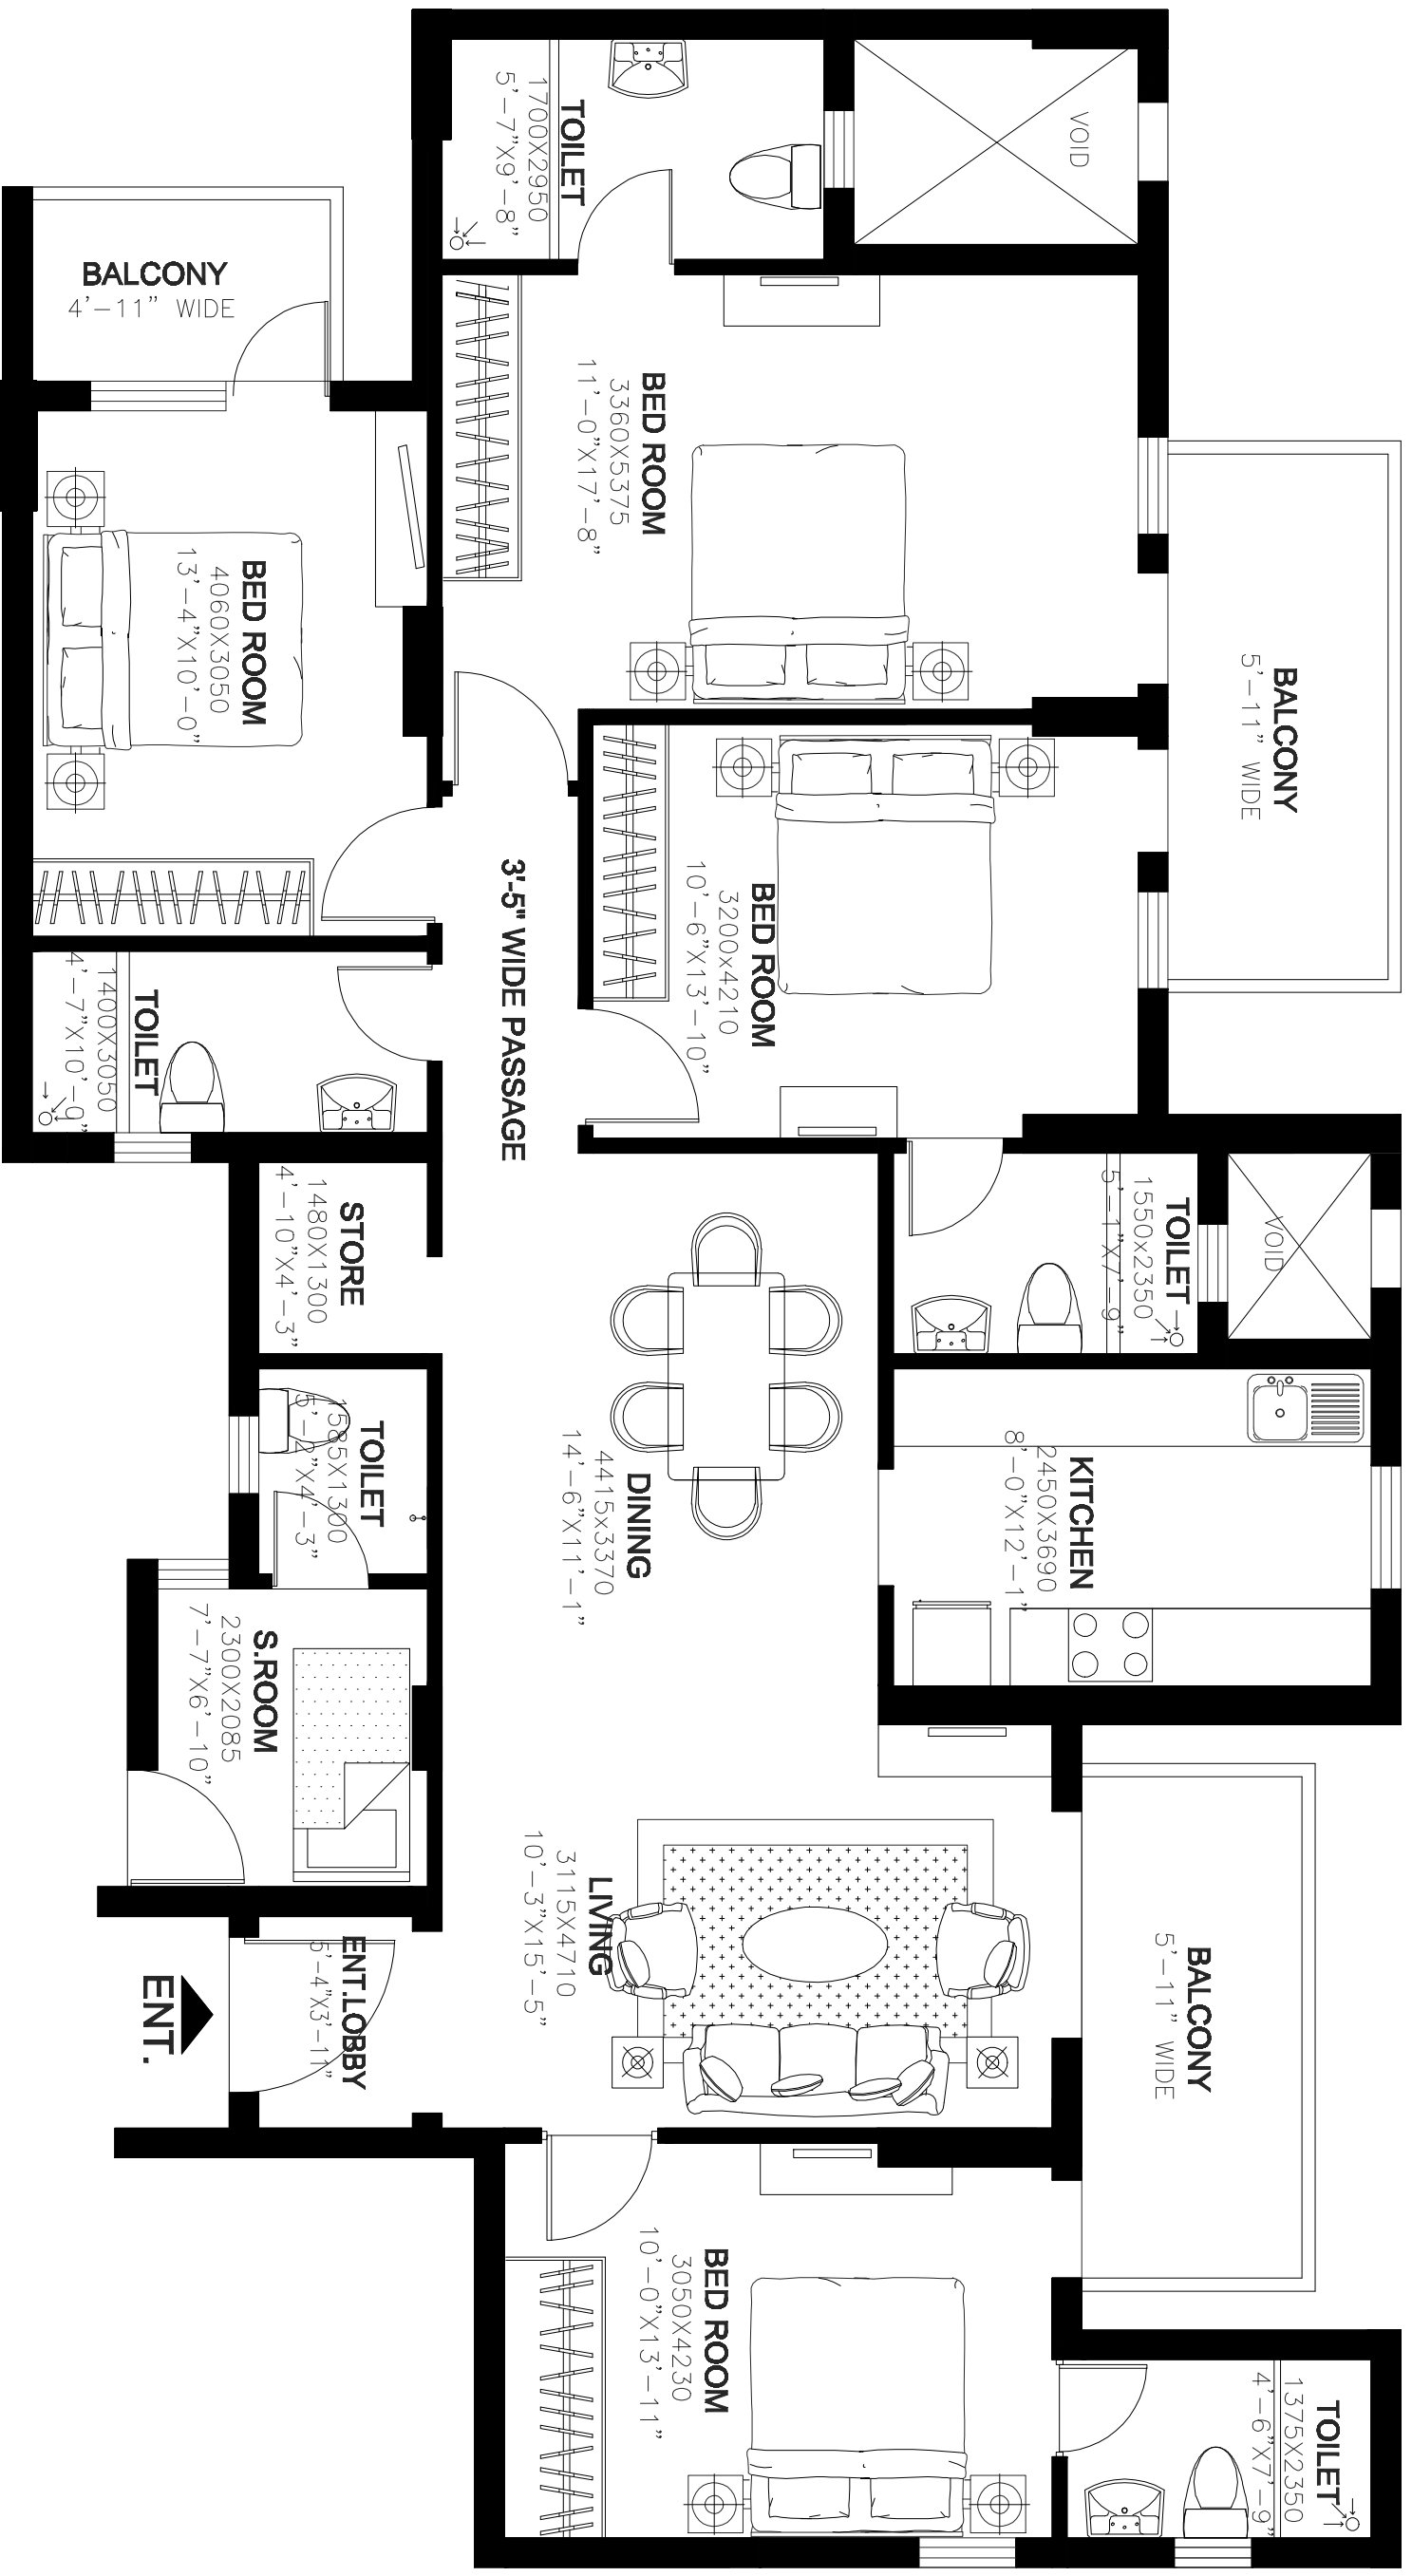 VOID
TOILET
1700X2950
5'-7"X9'-8"
BALCONY
4'-11" WIDE
BED ROOM
3360X5375
11'-0"X17'-8"
BED ROOM
4060X3050
13'-4"X10'-0"
BALCONY
5'-11" WIDE
BED ROOM
3200x4210
10'-6"X13'-10"
3'-5" WIDE PASSAGE
TOILET
1400X3050
4'-7"X10'-0"
STORE
1480X1300
4'-10"X4'-3"
TOILET
1550x2350
5'-1"X7'-9"
VOID
TOILET
1585X1300
5'-2"X4'-3"
DINING
4415x3370
14'-6"X11'-1"
KITCHEN
2450X3690
8'-0"X12'-1"
S.ROOM
2300X2085
7'-7"X6'-10"
LIVING
3115X4710
10'-3"X15'-5"
BALCONY
5'-11" WIDE
ENT.LOBBY
5'-4"X3'-11"
ENT.
BED ROOM
3050X4230
10'-0"X13'-11"
TOILET
1375X2350
4'-6"X7'-9"